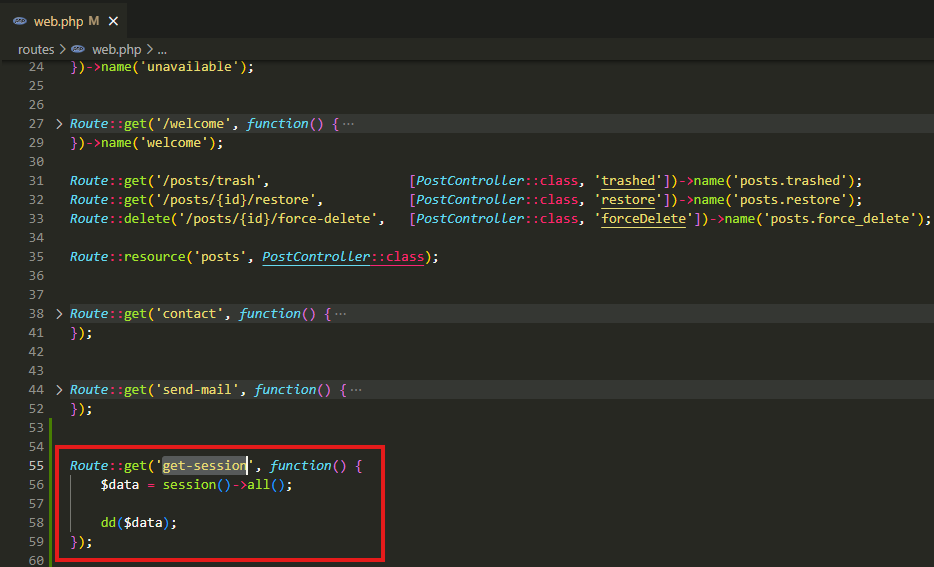 web.php M ×
routes > web.php > ...
24 })->name('unavailable');
25
26
27 > Route::get('/welcome', function() { ···
29 })->name('welcome');
30
31 Route::get('/posts/trash', [PostController::class, 'trashed'])->name('posts.trashed');
32 Route::get('/posts/{id}/restore', [PostController::class, 'restore'])->name('posts.restore');
33 Route::delete('/posts/{id}/force-delete', [PostController::class, 'forceDelete'])->name('posts.force_delete');
34
35 Route::resource('posts', PostController::class);
36
37
38 > Route::get('contact', function() { ···
41 });
42
43
44 > Route::get('send-mail', function() { ···
52 });
53
54
55 Route::get('get-session', function() {
56 $data = session()->all();
57
58 dd($data);
59 });
60